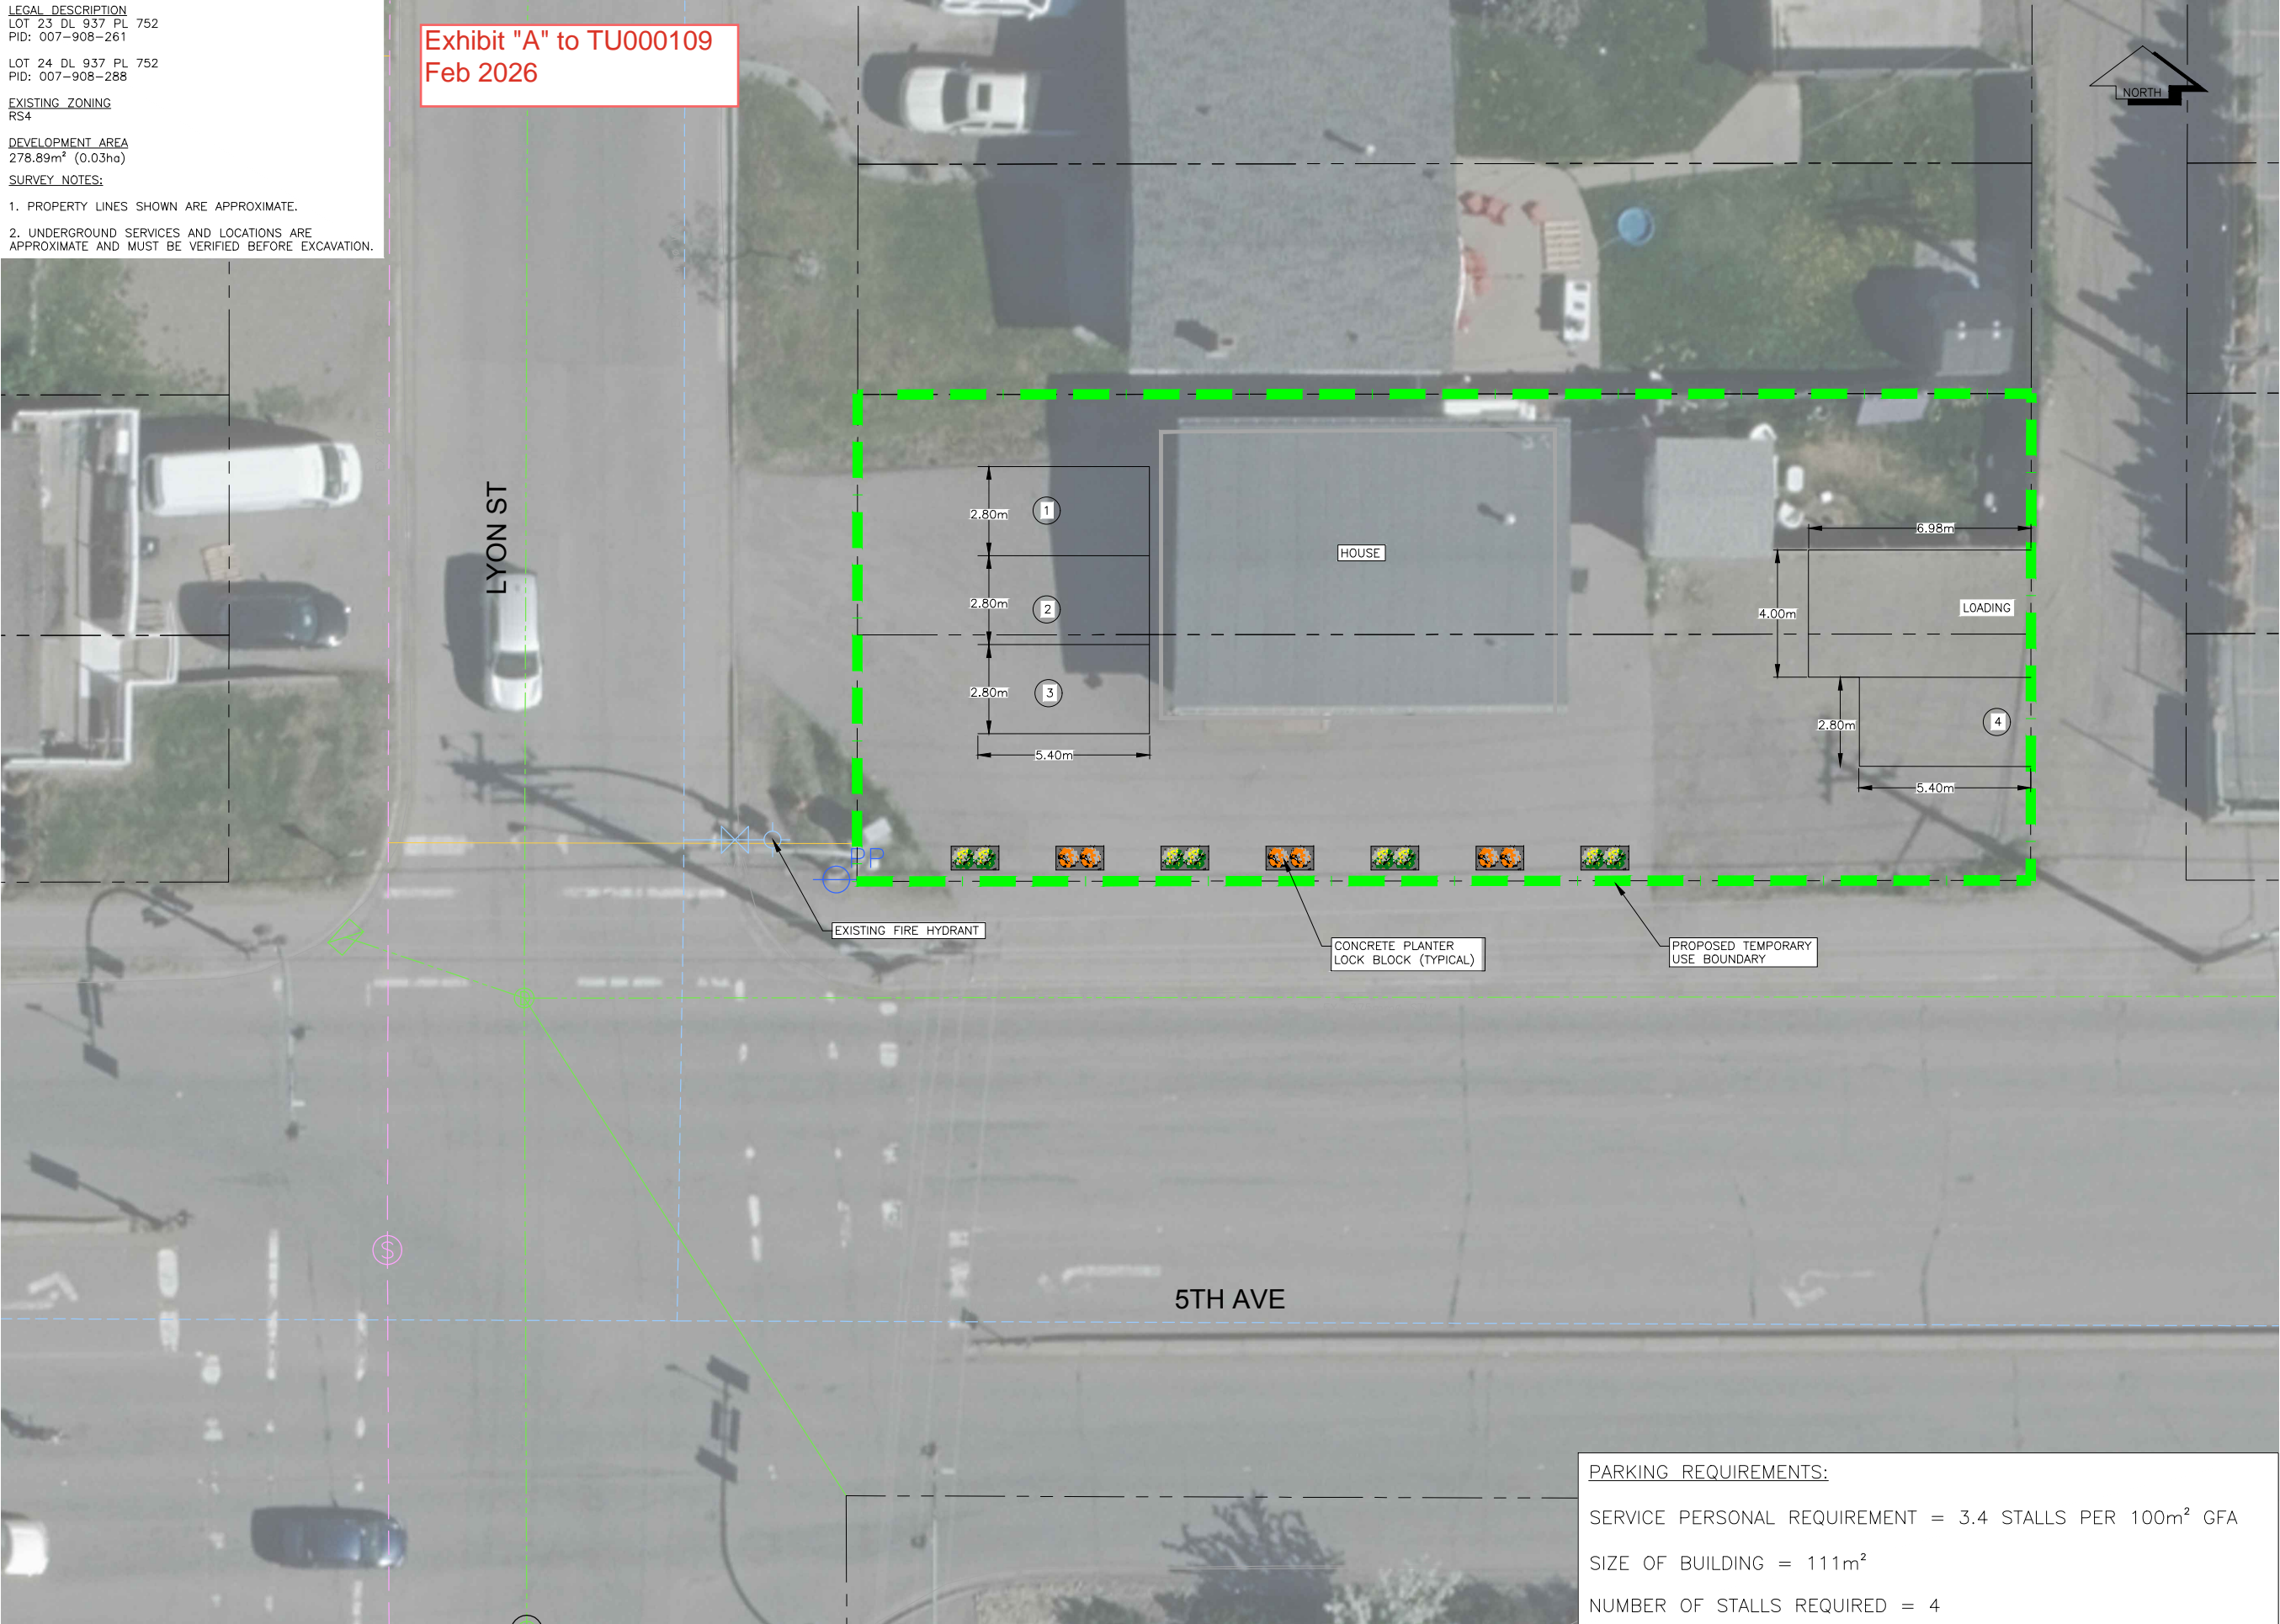 LEGAL DESCRIPTION
LOT 23 DL 937 PL 752
PID: 007-908-261
LOT 24 DL 937 PL 752
PID: 007-908-288
EXISTING ZONING
RS4
DEVELOPMENT AREA
278.89m² (0.03ha)
SURVEY NOTES:
1. PROPERTY LINES SHOWN ARE APPROXIMATE.
2. UNDERGROUND SERVICES AND LOCATIONS ARE
APPROXIMATE AND MUST BE VERIFIED BEFORE EXCAVATION.
Exhibit "A" to TU000109
Feb 2026
NORTH
LYON ST
2.80m
1
2.80m
2
2.80m
3
5.40m
HOUSE
6.98m
4.00m
LOADING
2.80m
4
5.40m
PP
EXISTING FIRE HYDRANT
CONCRETE PLANTER
LOCK BLOCK (TYPICAL)
PROPOSED TEMPORARY
USE BOUNDARY
S
5TH AVE
PARKING REQUIREMENTS:
SERVICE PERSONAL REQUIREMENT = 3.4 STALLS PER 100m² GFA
SIZE OF BUILDING = 111m²
NUMBER OF STALLS REQUIRED = 4